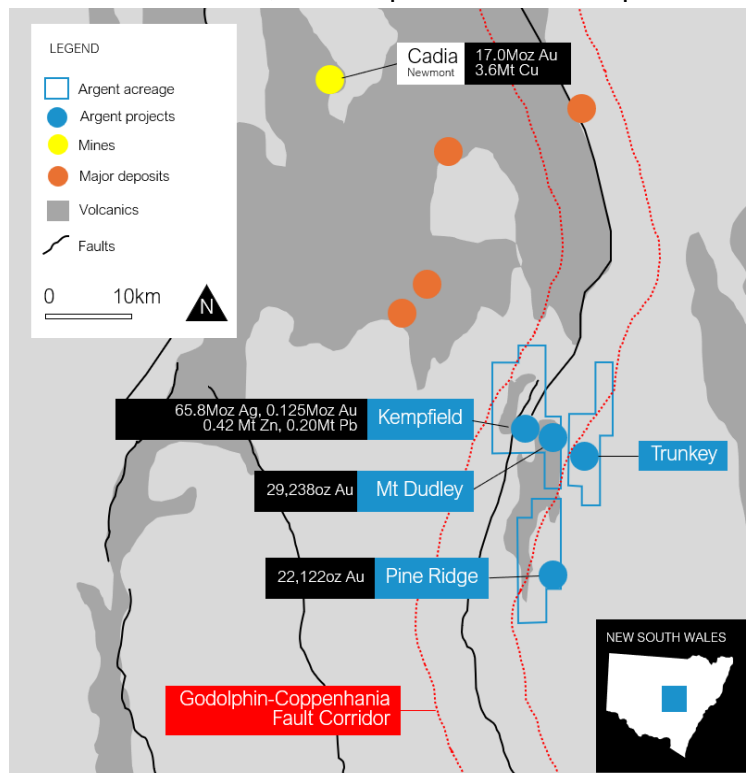 LEGEND
Argent acreage
Argent projects
Mines
Major deposits
Volcanics
Faults
0 10km
N
Cadia
Newmont
17.0Moz Au
3.6Mt Cu
65.8Moz Ag, 0.125Moz Au
0.42 Mt Zn, 0.20Mt Pb
Kempfield
Trunkey
29,238oz Au
Mt Dudley
22,122oz Au
Pine Ridge
Godolphin-Coppenhania
Fault Corridor
NEW SOUTH WALES